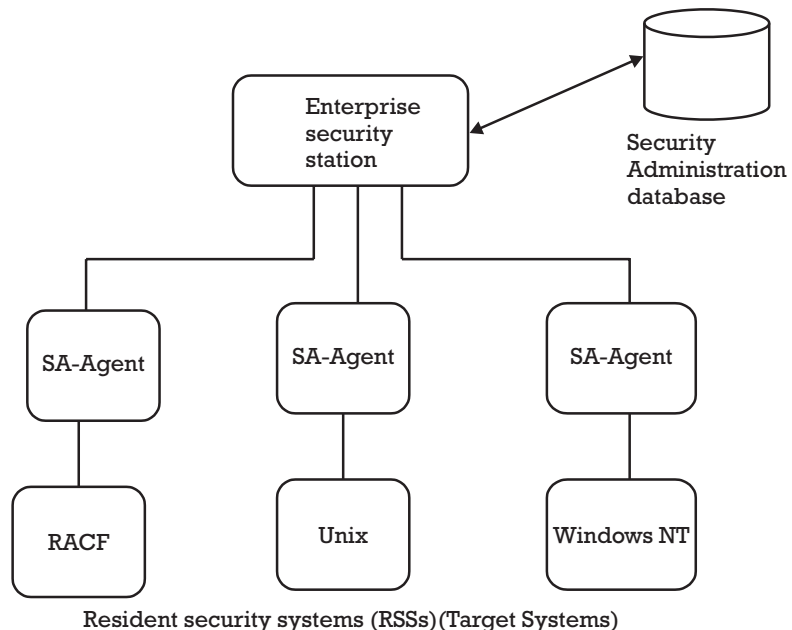 Enterprise
security
station
Security
Administration
database
SA-Agent
SA-Agent
SA-Agent
RACF
Unix
Windows NT
Resident security systems (RSSs)(Target Systems)